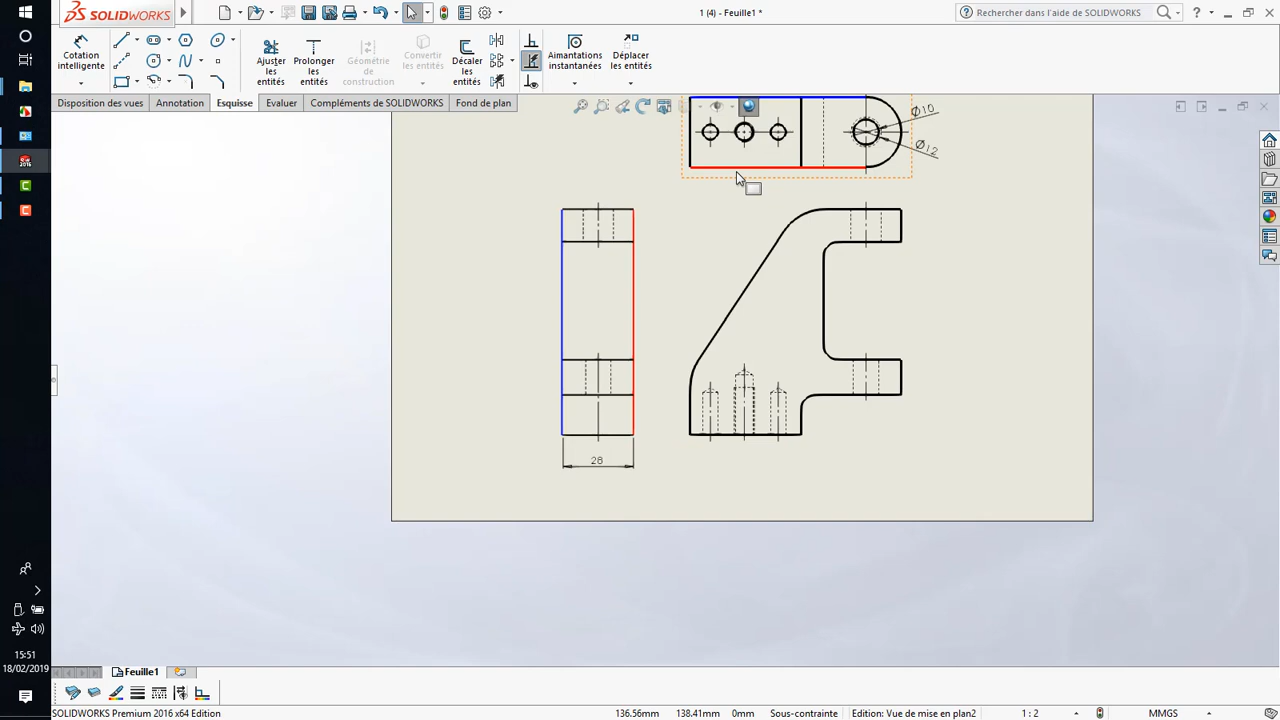 SOLIDWORKS
1 (4) - Feuille1 *
Rechercher dans l'aide de SOLIDWORKS
Cotation intelligente
Ajuster les entités
Prolonger les entités
Géométrie de construction
Convertir les entités
Décaler les entités
Aimantations instantanées
Déplacer les entités
Disposition des vues
Annotation
Esquisse
Evaluer
Compléments de SOLIDWORKS
Fond de plan
Ø10
Ø12
28
2016
15:51
18/02/2019
Feuille1
SOLIDWORKS Premium 2016 x64 Edition
136.56mm
138.41mm
0mm
Sous-contrainte
Edition: Vue de mise en plan2
1 : 2
MMGS